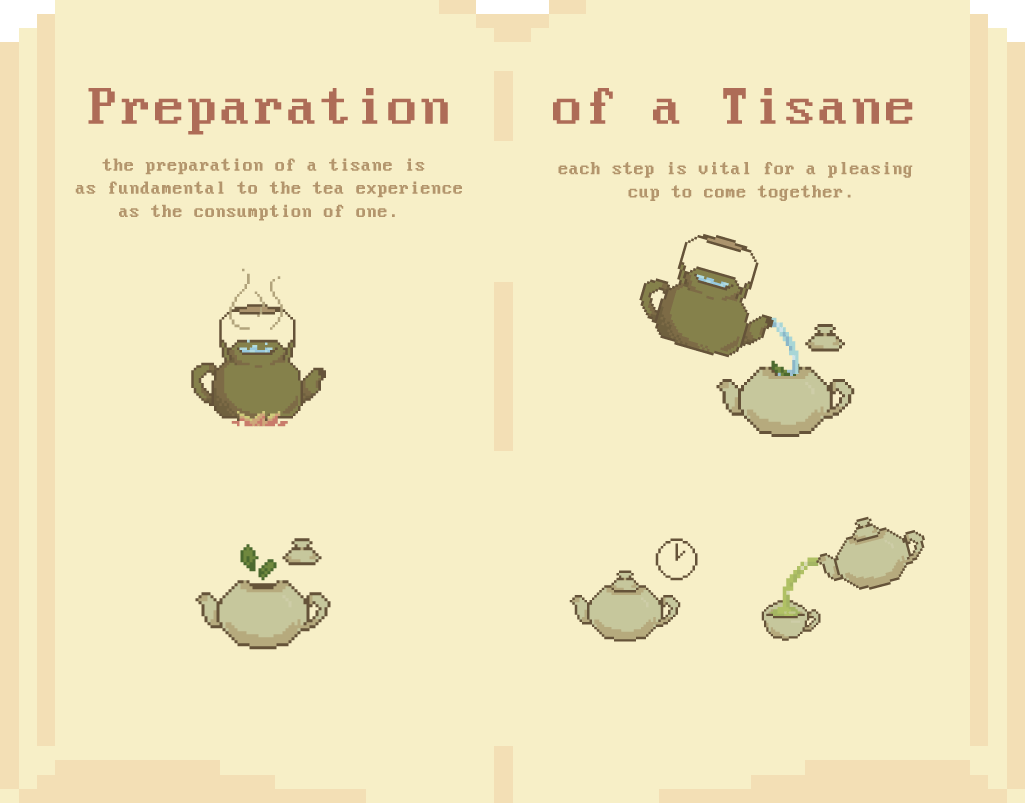 Preparation of a Tisane
the preparation of a tisane is
as fundamental to the tea experience
as the consumption of one.
each step is vital for a pleasing
cup to come together.